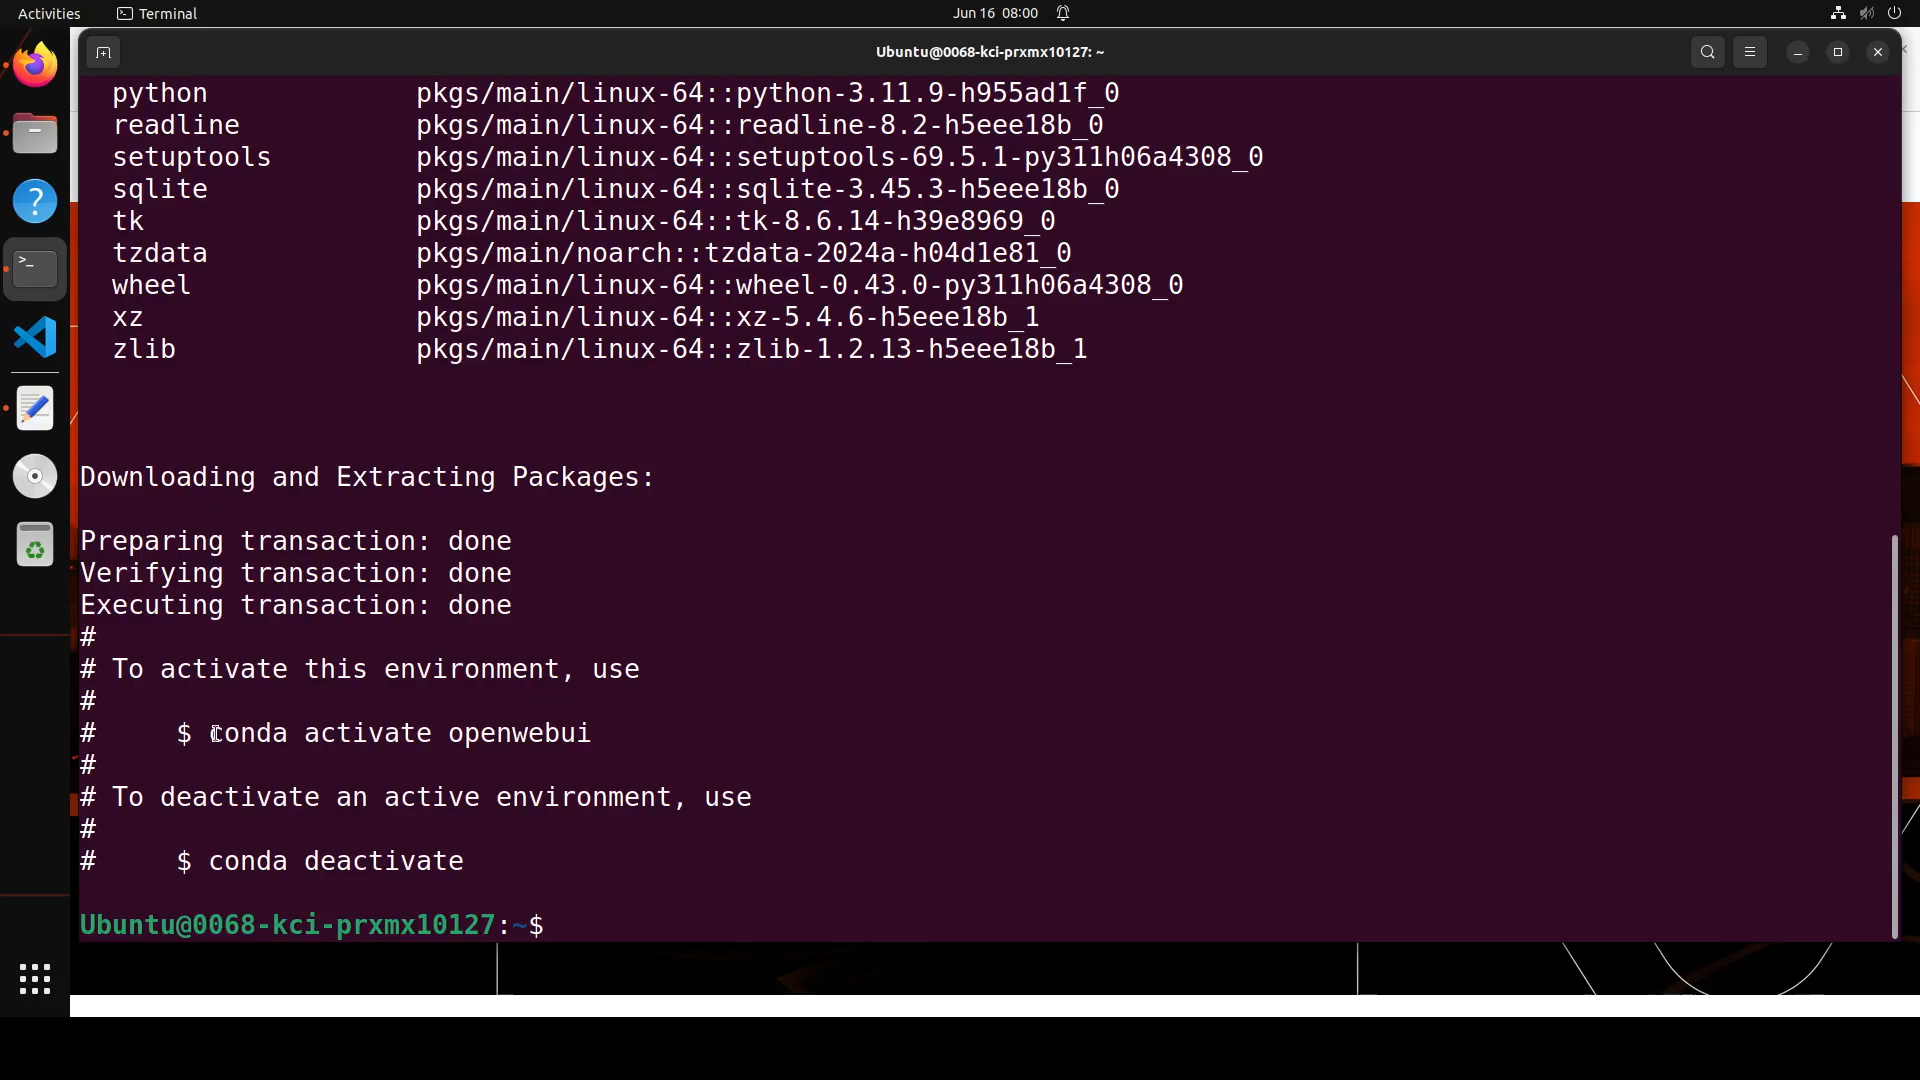 Activities Terminal Jun 16 08:00
Ubuntu@0068-kci-prxmx10127: ~
python pkgs/main/linux-64::python-3.11.9-h955ad1f_0
readline pkgs/main/linux-64::readline-8.2-h5eee18b_0
setuptools pkgs/main/linux-64::setuptools-69.5.1-py311h06a4308_0
sqlite pkgs/main/linux-64::sqlite-3.45.3-h5eee18b_0
tk pkgs/main/linux-64::tk-8.6.14-h39e8969_0
tzdata pkgs/main/noarch::tzdata-2024a-h04d1e81_0
wheel pkgs/main/linux-64::wheel-0.43.0-py311h06a4308_0
xz pkgs/main/linux-64::xz-5.4.6-h5eee18b_1
zlib pkgs/main/linux-64::zlib-1.2.13-h5eee18b_1
Downloading and Extracting Packages:
Preparing transaction: done
Verifying transaction: done
Executing transaction: done
#
# To activate this environment, use
#
# $ conda activate openwebui
#
# To deactivate an active environment, use
#
# $ conda deactivate
Ubuntu@0068-kci-prxmx10127:~$